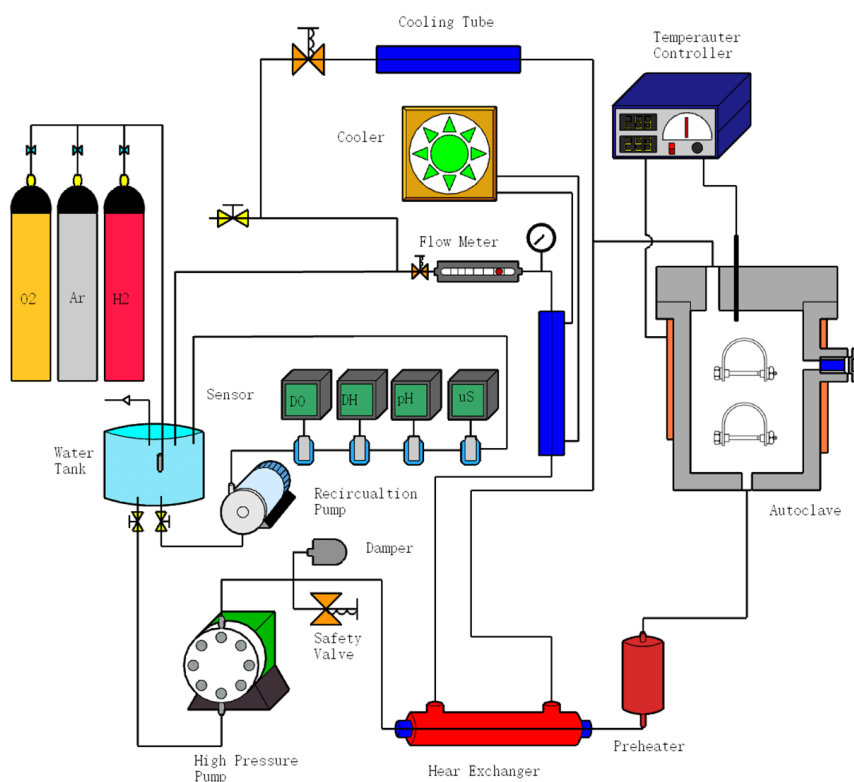 Cooling Tube
Temperauter
Controller
Cooler
Flow Meter
O2
Ar
H2
Sensor
DO
DH
pH
uS
Water
Tank
Recircualtion
Pump
Autoclave
Damper
Safety
Valve
Preheater
High Pressure
Pump
Hear Exchanger